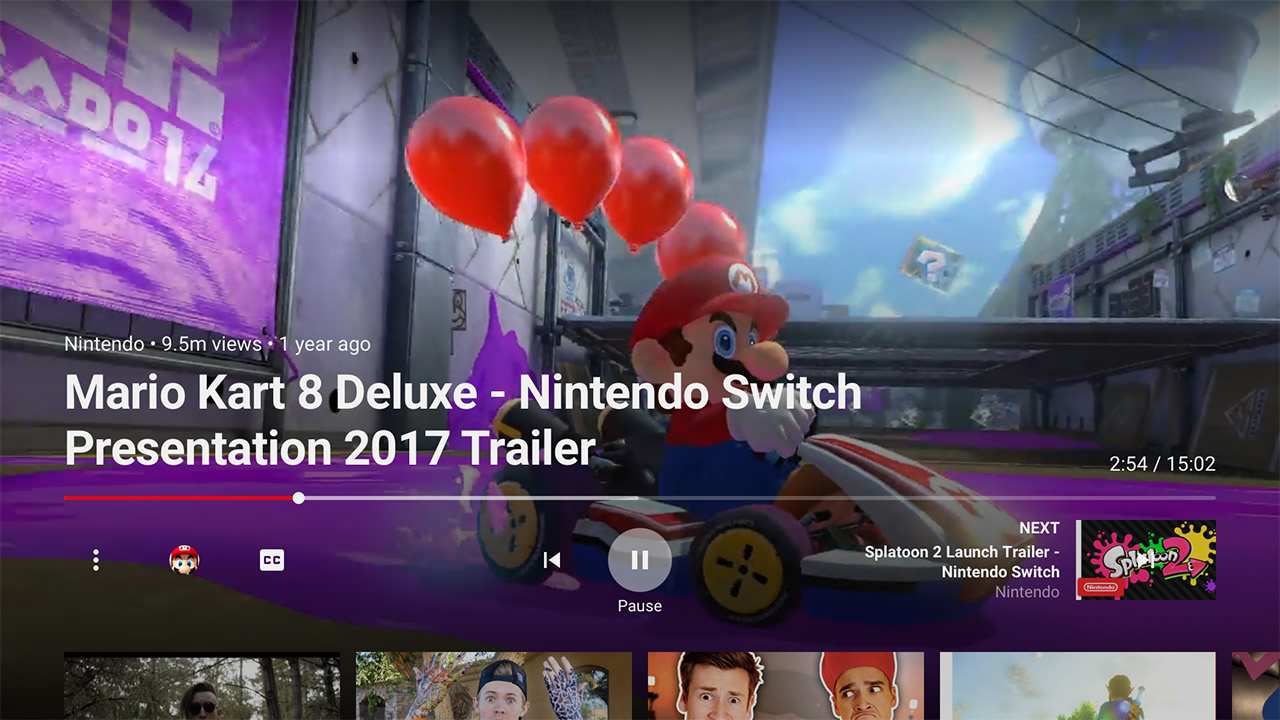 ADO14
M
?
Nintendo • 9.5m views • 1 year ago
Mario Kart 8 Deluxe - Nintendo Switch
Presentation 2017 Trailer
2:54 / 15:02
CC
Pause
NEXT
Splatoon 2 Launch Trailer -
Nintendo Switch
Nintendo
Splatoon 2
Nintendo